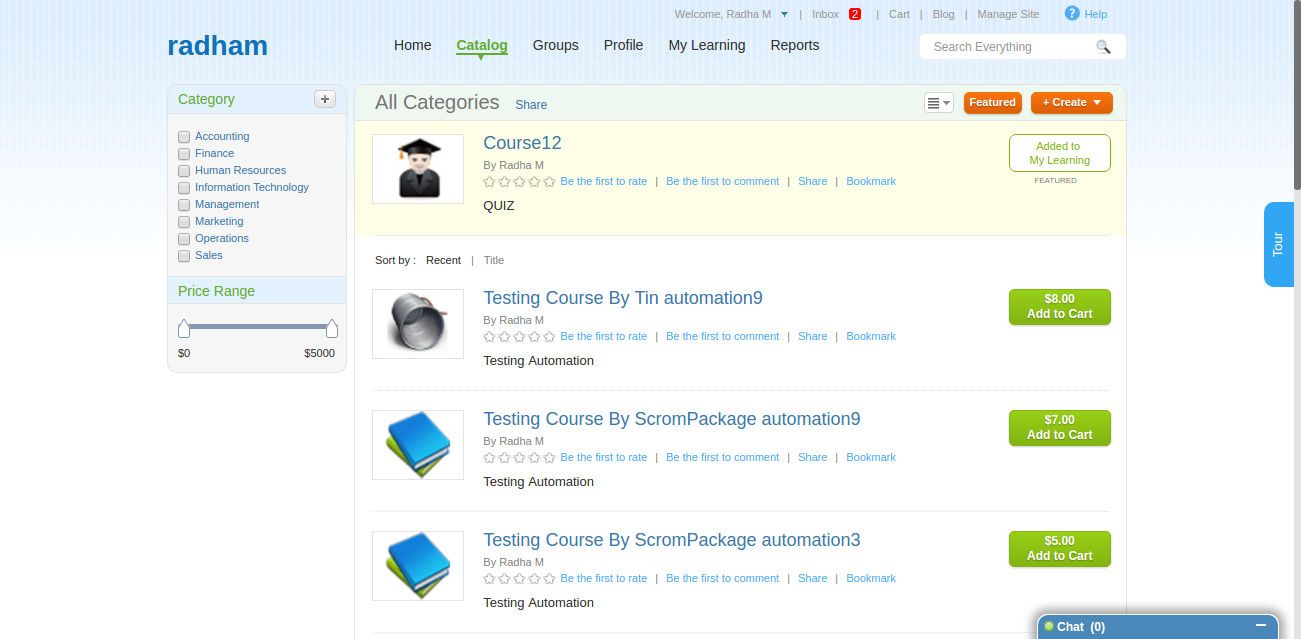 Welcome, Radha M | Inbox 2 | Cart | Blog | Manage Site ? Help
radham
Home Catalog Groups Profile My Learning Reports
Search Everything
Category +
Accounting
Finance
Human Resources
Information Technology
Management
Marketing
Operations
Sales
Price Range
$0 $5000
All Categories Share
Featured + Create
Course12
By Radha M
Be the first to rate | Be the first to comment | Share | Bookmark
QUIZ
Added to
My Learning
FEATURED
Sort by : Recent | Title
Testing Course By Tin automation9
By Radha M
Be the first to rate | Be the first to comment | Share | Bookmark
Testing Automation
$8.00
Add to Cart
Testing Course By ScromPackage automation9
By Radha M
Be the first to rate | Be the first to comment | Share | Bookmark
Testing Automation
$7.00
Add to Cart
Testing Course By ScromPackage automation3
By Radha M
Be the first to rate | Be the first to comment | Share | Bookmark
Testing Automation
$5.00
Add to Cart
Tour
Chat (0)